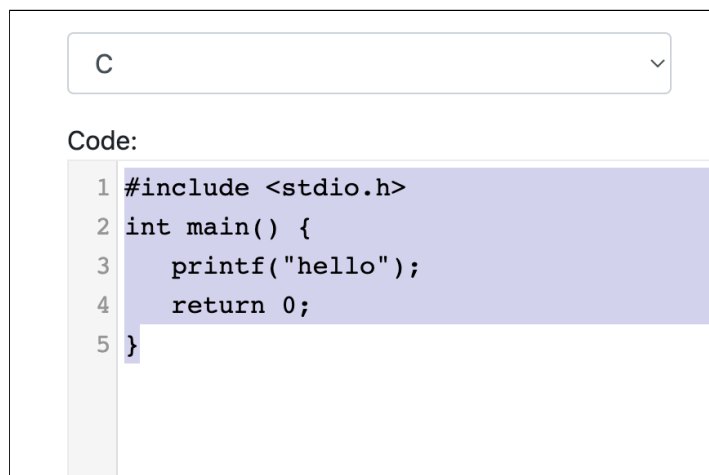 C
Code:
1 #include <stdio.h>
2 int main() {
3    printf("hello");
4    return 0;
5 }